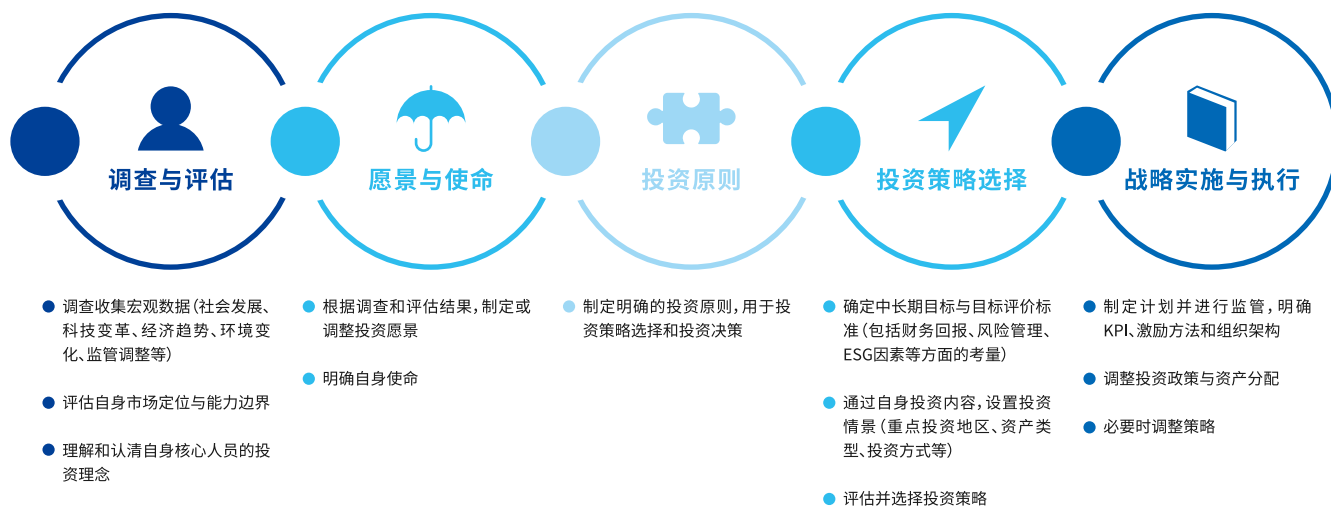 调查与评估
调查收集宏观数据(社会发展、
科技变革、经济趋势、环境变
化、监管调整等)
评估自身市场定位与能力边界
理解和认清自身核心人员的投
资理念
愿景与使命
根据调查和评估结果,制定或
调整投资愿景
明确自身使命
投资原则
制定明确的投资原则,用于投
资策略选择和投资决策
投资策略选择
确定中长期目标与目标评价标
准(包括财务回报、风险管理、
ESG因素等方面的考量)
通过自身投资内容,设置投资
情景(重点投资地区、资产类
型、投资方式等)
评估并选择投资策略
战略实施与执行
制定计划并进行监管,明确
KPI、激励方法和组织架构
调整投资政策与资产分配
必要时调整策略